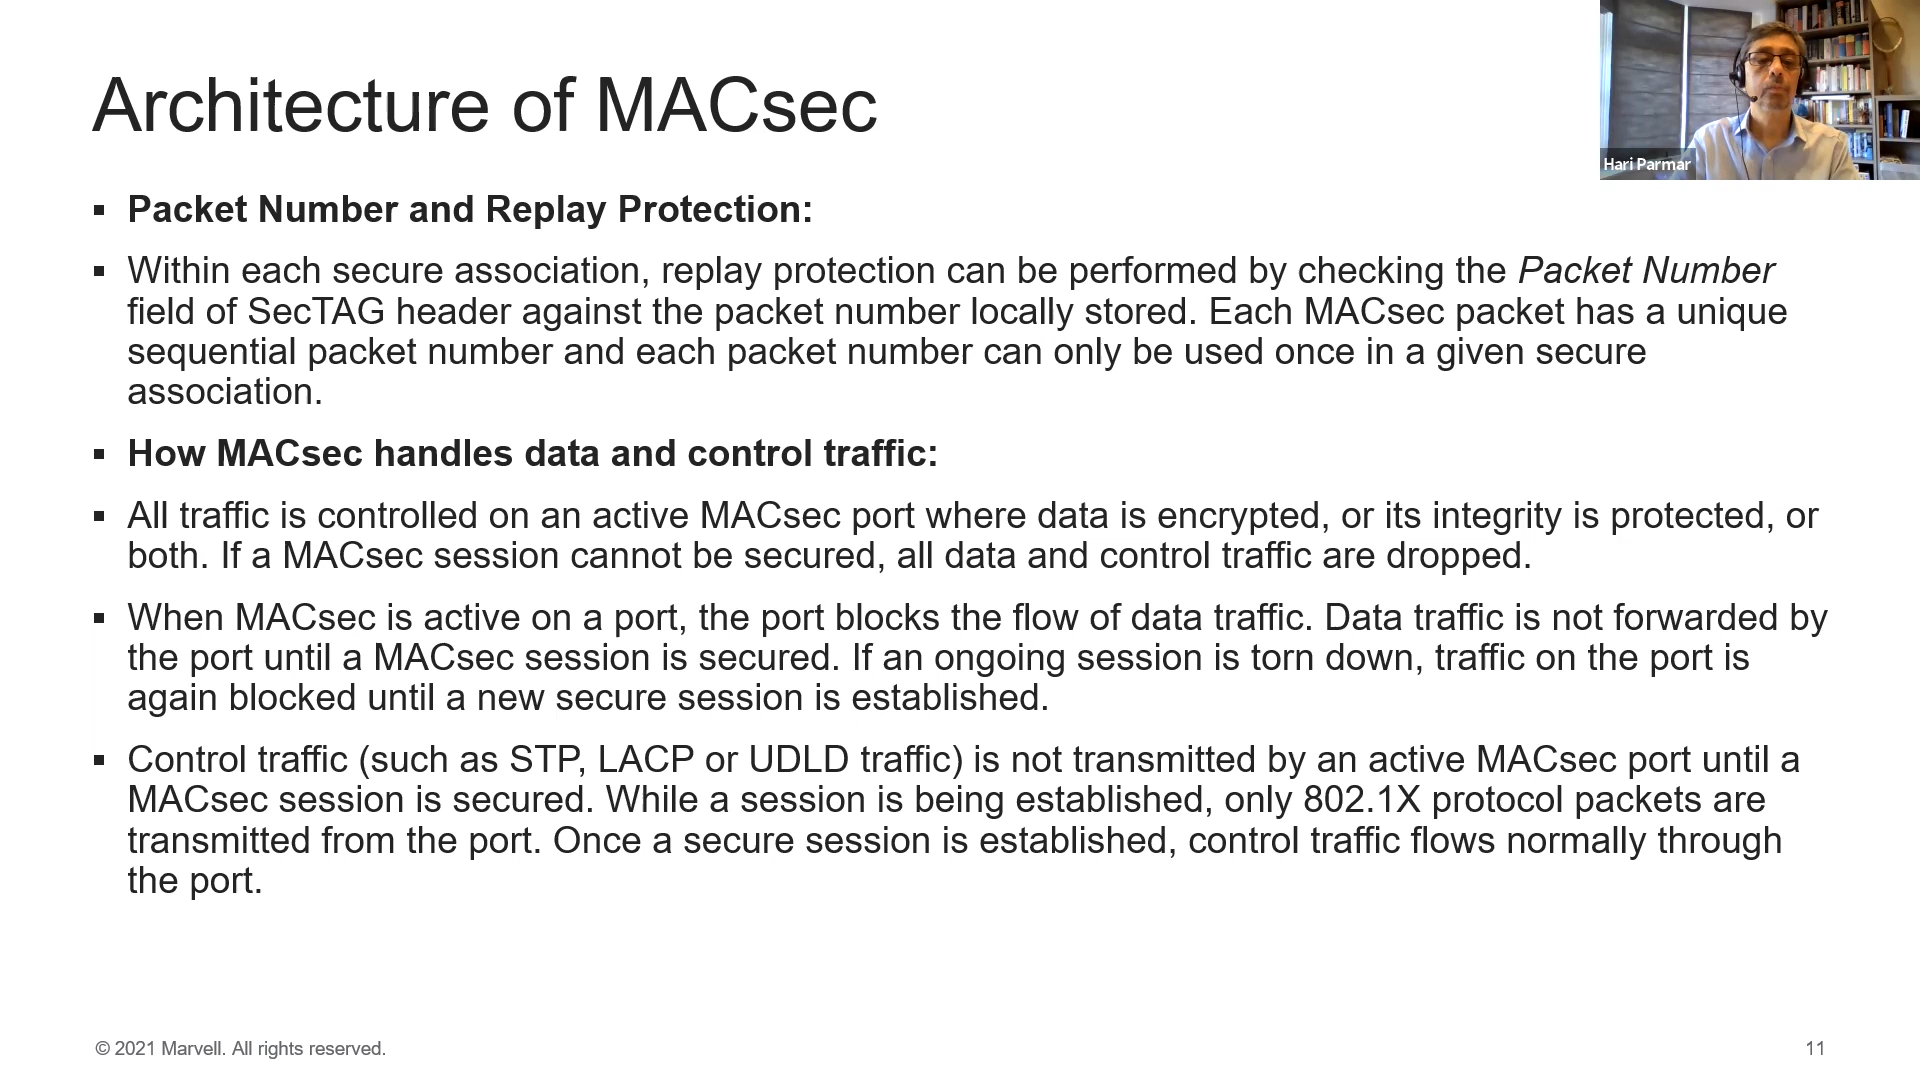 Architecture of MACsec
Hari Parmar
▪ Packet Number and Replay Protection:
▪ Within each secure association, replay protection can be performed by checking the Packet Number
field of SecTAG header against the packet number locally stored. Each MACsec packet has a unique
sequential packet number and each packet number can only be used once in a given secure
association.
▪ How MACsec handles data and control traffic:
▪ All traffic is controlled on an active MACsec port where data is encrypted, or its integrity is protected, or
both. If a MACsec session cannot be secured, all data and control traffic are dropped.
▪ When MACsec is active on a port, the port blocks the flow of data traffic. Data traffic is not forwarded by
the port until a MACsec session is secured. If an ongoing session is torn down, traffic on the port is
again blocked until a new secure session is established.
▪ Control traffic (such as STP, LACP or UDLD traffic) is not transmitted by an active MACsec port until a
MACsec session is secured. While a session is being established, only 802.1X protocol packets are
transmitted from the port. Once a secure session is established, control traffic flows normally through
the port.
© 2021 Marvell. All rights reserved.
11